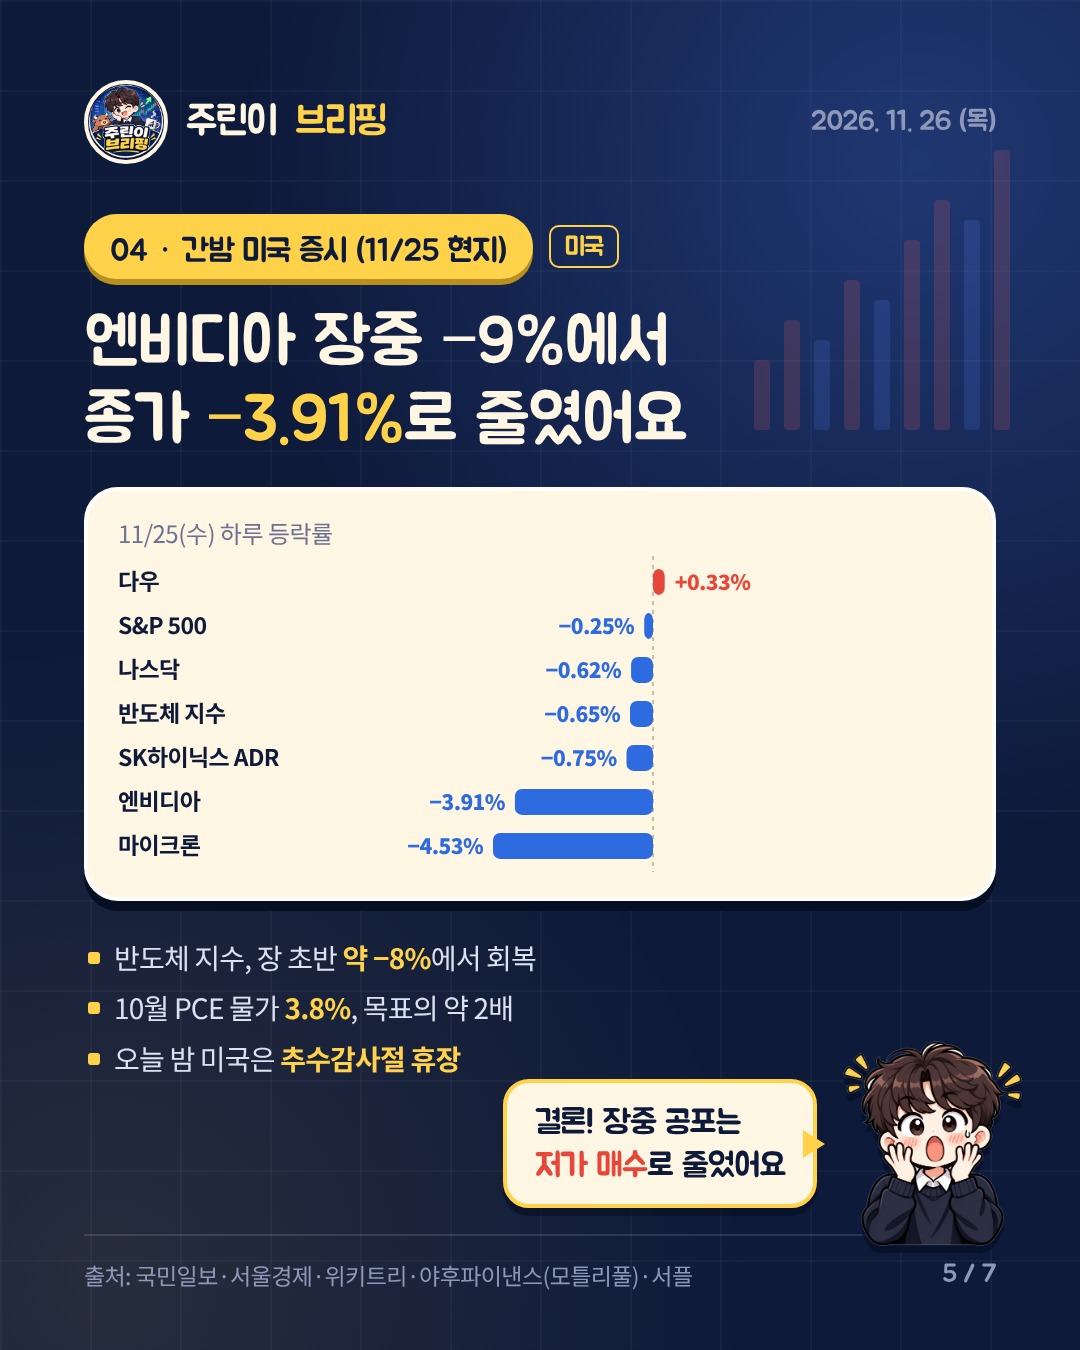 주린이 브리핑
주린이 브리핑
2026. 11. 26 (목)
04 · 간밤 미국 증시 (11/25 현지)
미국
엔비디아 장중 −9%에서
종가 −3.91%로 줄였어요
11/25(수) 하루 등락률
다우 +0.33%
S&P 500 −0.25%
나스닥 −0.62%
반도체 지수 −0.65%
SK하이닉스 ADR −0.75%
엔비디아 −3.91%
마이크론 −4.53%
반도체 지수, 장 초반 약 −8%에서 회복
10월 PCE 물가 3.8%, 목표의 약 2배
오늘 밤 미국은 추수감사절 휴장
결론! 장중 공포는
저가 매수로 줄었어요
출처: 국민일보·서울경제·위키트리·야후파이낸스(모틀리풀)·서플
5 / 7